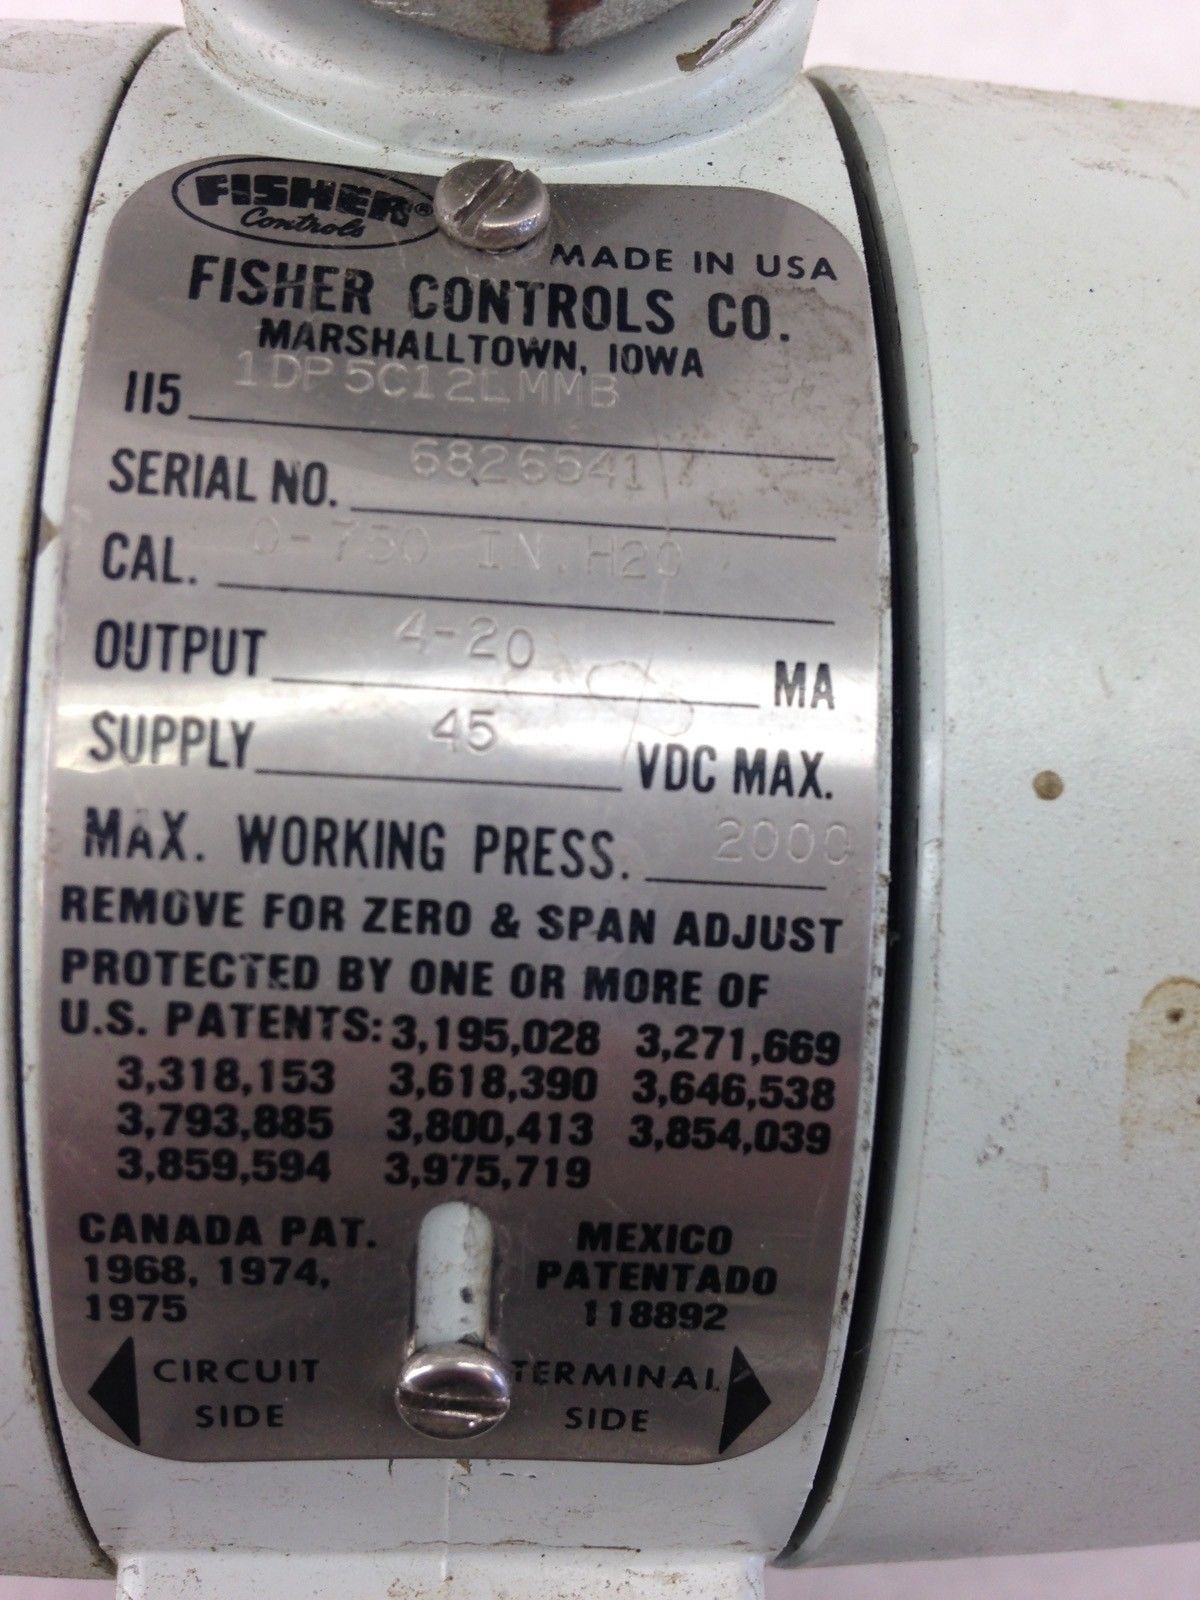 FISHER®
Controls
MADE IN USA
FISHER CONTROLS CO.
MARSHALLTOWN, IOWA
115 1DP5C12LMMB
SERIAL NO. 6826541
CAL. 0-750 IN.H2O
OUTPUT 4-20 MA
SUPPLY 45 VDC MAX.
MAX. WORKING PRESS. 2000
REMOVE FOR ZERO & SPAN ADJUST
PROTECTED BY ONE OR MORE OF
U.S. PATENTS: 3,195,028 3,271,669
3,318,153 3,618,390 3,646,538
3,793,885 3,800,413 3,854,039
3,859,594 3,975,719
CANADA PAT.
1968, 1974,
1975
MEXICO
PATENTADO
118892
CIRCUIT
SIDE
TERMINAL
SIDE